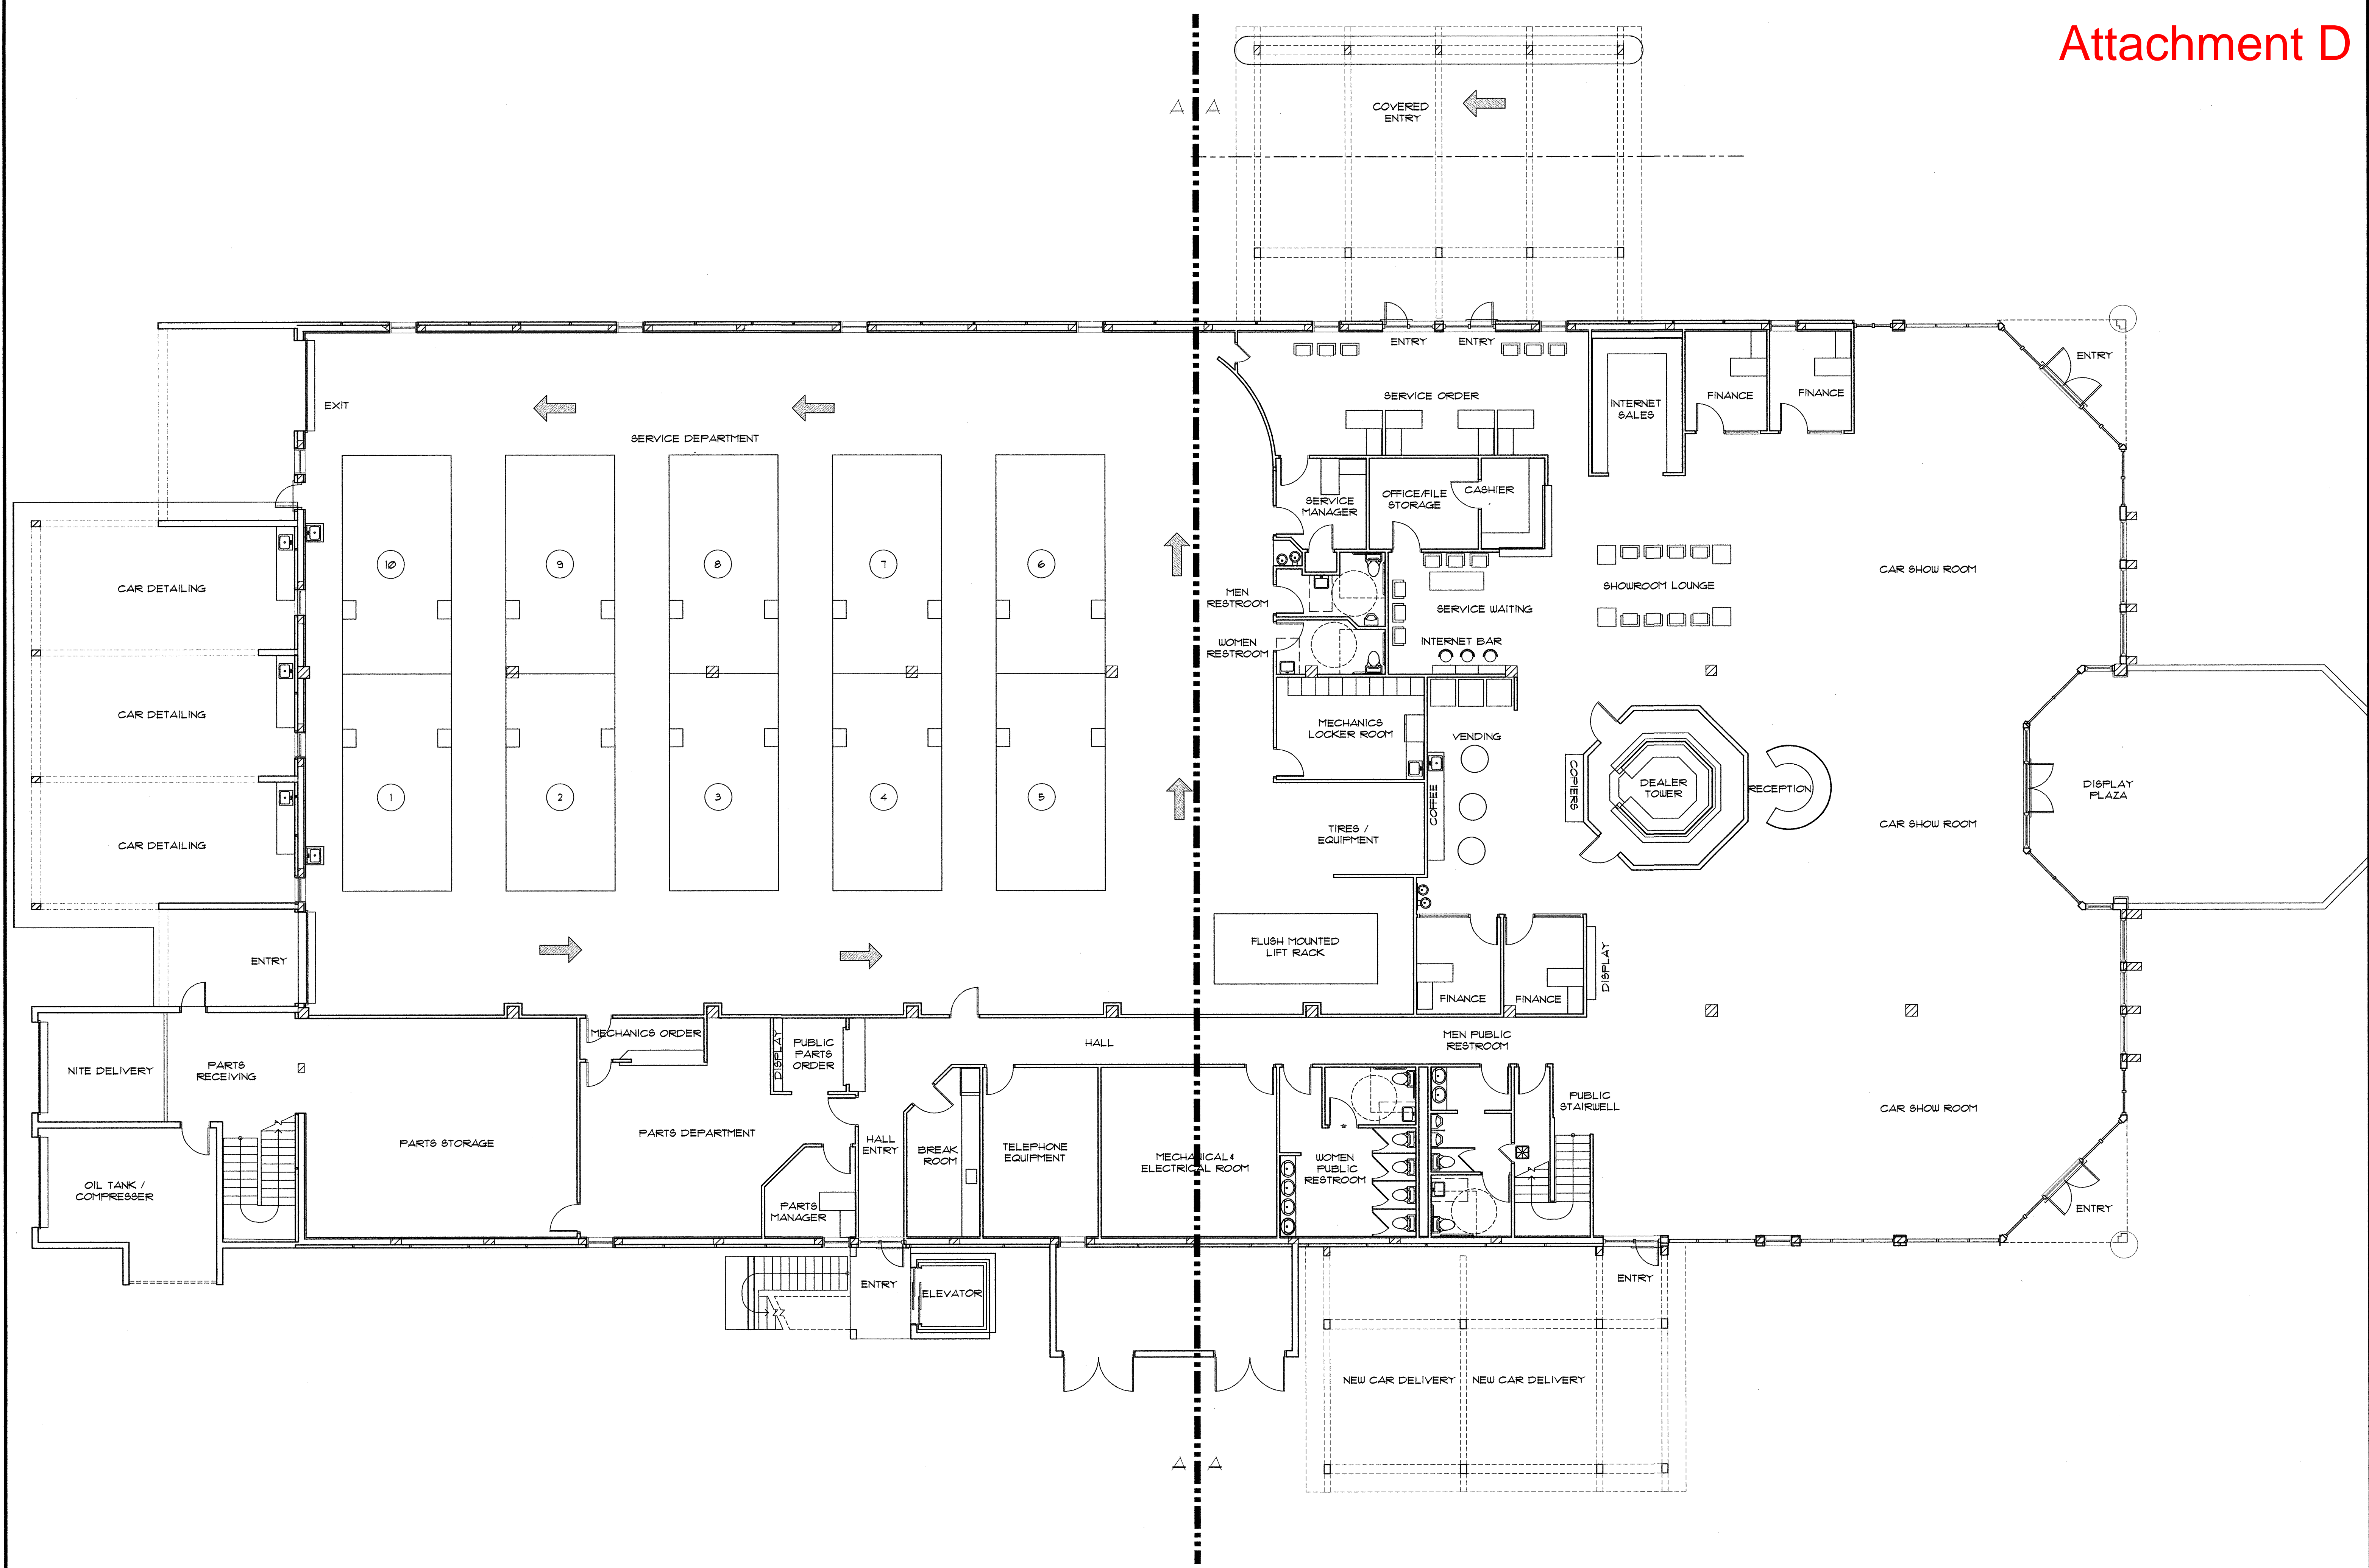 Attachment D
A A
COVERED
ENTRY
ENTRY
ENTRY
ENTRY
EXIT
SERVICE DEPARTMENT
SERVICE ORDER
INTERNET
SALES
FINANCE
FINANCE
SERVICE
MANAGER
OFFICE/FILE
STORAGE
CASHIER
10
9
8
7
6
CAR DETAILING
MEN
RESTROOM
SERVICE WAITING
SHOWROOM LOUNGE
CAR SHOW ROOM
WOMEN
RESTROOM
INTERNET BAR
CAR DETAILING
MECHANICS
LOCKER ROOM
VENDING
COPIERS
DEALER
TOWER
RECEPTION
DISPLAY
PLAZA
1
2
3
4
5
COFFEE
TIRES /
EQUIPMENT
CAR SHOW ROOM
CAR DETAILING
ENTRY
FLUSH MOUNTED
LIFT RACK
FINANCE
FINANCE
DISPLAY
NITE DELIVERY
PARTS
RECEIVING
MECHANICS ORDER
DISPLAY
PUBLIC
PARTS
ORDER
HALL
MEN PUBLIC
RESTROOM
PUBLIC
STAIRWELL
CAR SHOW ROOM
PARTS STORAGE
PARTS DEPARTMENT
HALL
ENTRY
BREAK
ROOM
TELEPHONE
EQUIPMENT
MECHANICAL &
ELECTRICAL ROOM
WOMEN
PUBLIC
RESTROOM
OIL TANK /
COMPRESSER
PARTS
MANAGER
ENTRY
ENTRY
ELEVATOR
ENTRY
NEW CAR DELIVERY
NEW CAR DELIVERY
A A